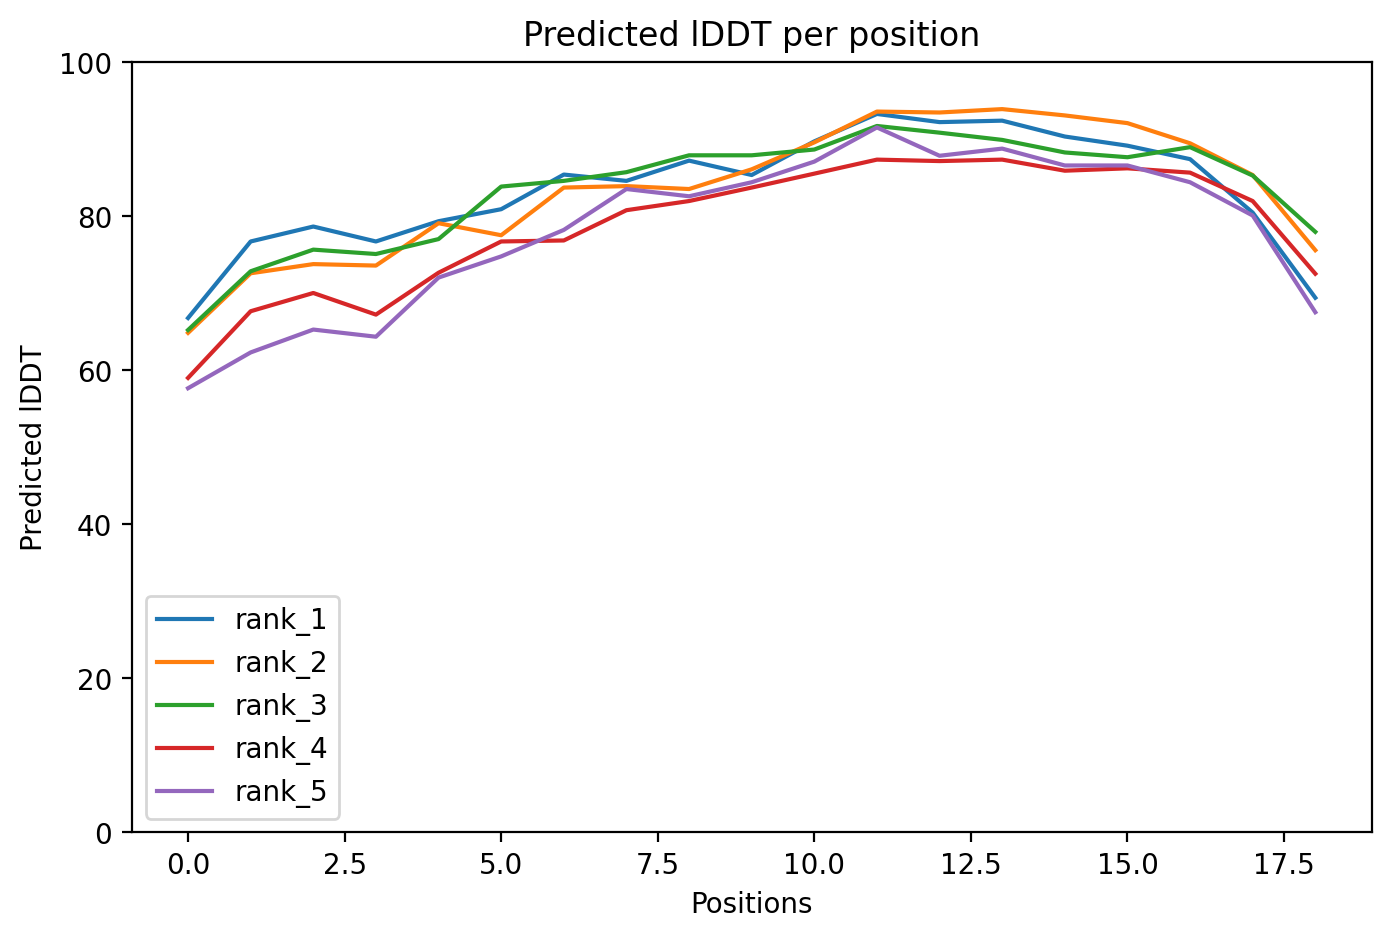 Predicted lDDT per position
100
80
60
40
20
0
Predicted lDDT
rank_1
rank_2
rank_3
rank_4
rank_5
0.0 2.5 5.0 7.5 10.0 12.5 15.0 17.5
Positions